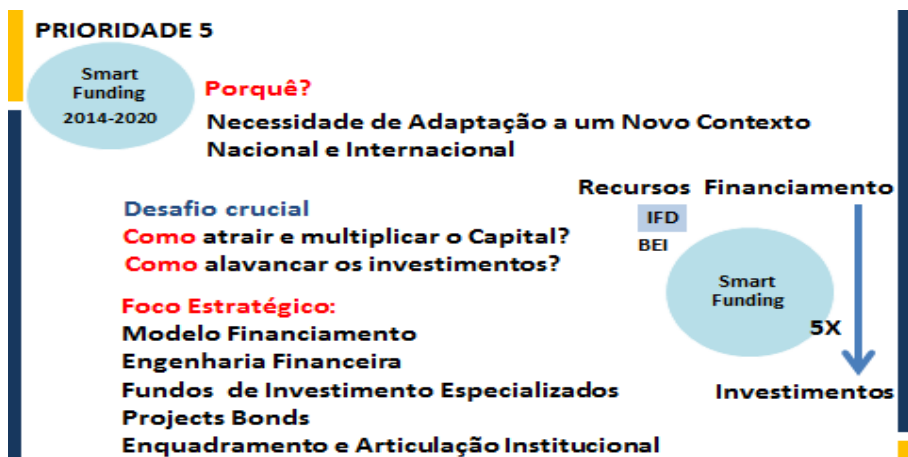 PRIORIDADE 5
Smart
Funding
2014-2020
Porquê?
Necessidade de Adaptação a um Novo Contexto
Nacional e Internacional
Desafio crucial
Como atrair e multiplicar o Capital?
Como alavancar os investimentos?
Foco Estratégico:
Modelo Financiamento
Engenharia Financeira
Fundos de Investimento Especializados
Projects Bonds
Enquadramento e Articulação Institucional
Recursos Financiamento
IFD
BEI
Smart
Funding
5X
Investimentos